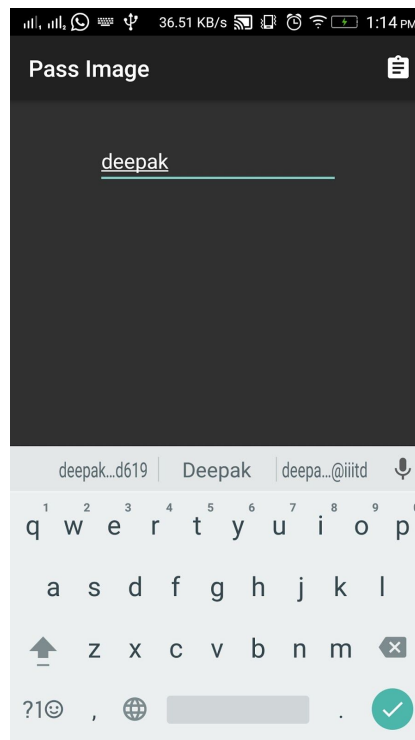 36.51 KB/s 1:14 PM
Pass Image
deepak
deepak...d619 Deepak deepa...@iiitd
1 2 3 4 5 6 7 8 9
q w e r t y u i o p
a s d f g h j k l
z x c v b n m
?1☺ , .